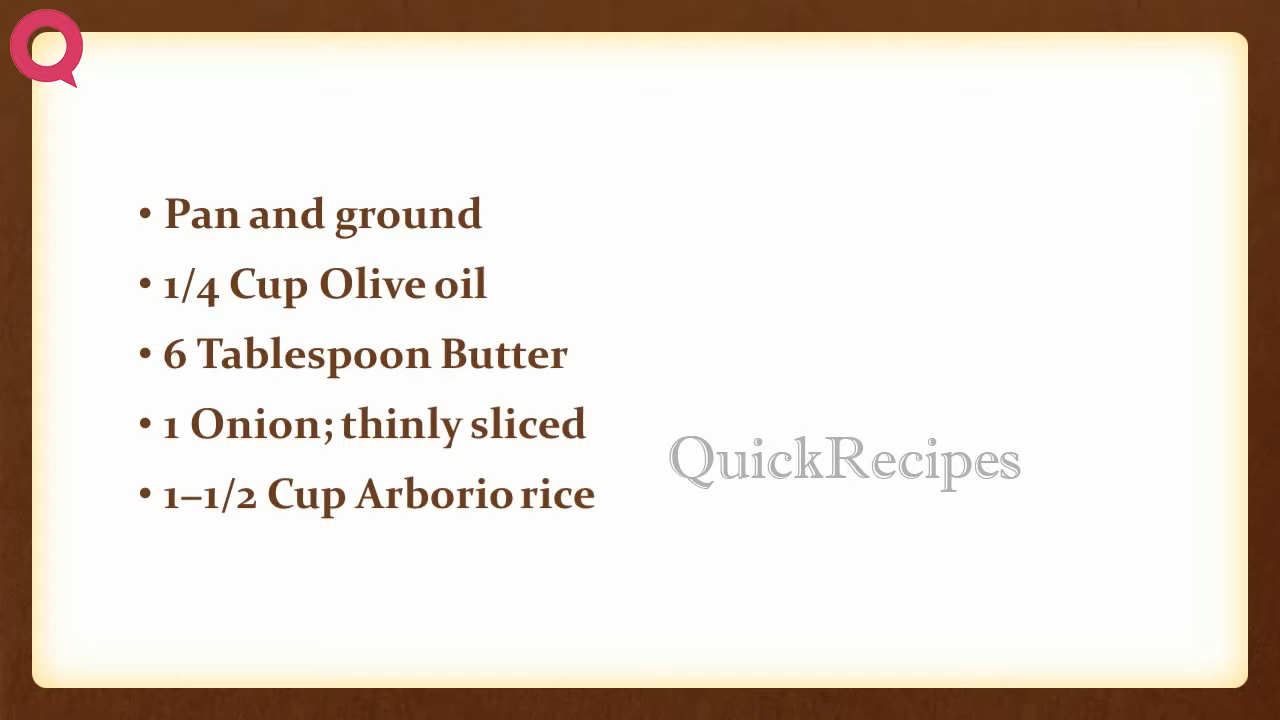 • Pan and ground
• 1/4 Cup Olive oil
• 6 Tablespoon Butter
• 1 Onion; thinly sliced
• 1–1/2 Cup Arborio rice
QuickRecipes